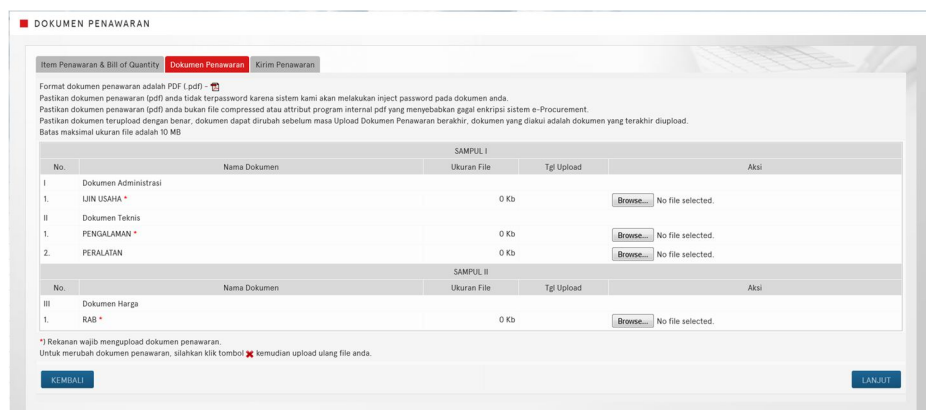 DOKUMEN PENAWARAN
Item Penawaran & Bill of Quantity Dokumen Penawaran Kirim Penawaran
Format dokumen penawaran adalah PDF (.pdf) -
Pastikan dokumen penawaran (pdf) anda tidak terpassword karena sistem kami akan melakukan inject password pada dokumen anda.
Pastikan dokumen penawaran (pdf) anda bukan file compressed atau attribut program internal pdf yang menyebabkan gagal enkripsi sistem e-Procurement.
Pastikan dokumen terupload dengan benar, dokumen dapat dirubah sebelum masa Upload Dokumen Penawaran berakhir, dokumen yang diakui adalah dokumen yang terakhir diupload.
Batas maksimal ukuran file adalah 10 MB
SAMPUL I
No. Nama Dokumen Ukuran File Tgl Upload Aksi
I Dokumen Administrasi
1. IJIN USAHA * 0 Kb Browse... No file selected.
II Dokumen Teknis
1. PENGALAMAN * 0 Kb Browse... No file selected.
2. PERALATAN 0 Kb Browse... No file selected.
SAMPUL II
No. Nama Dokumen Ukuran File Tgl Upload Aksi
III Dokumen Harga
1. RAB * 0 Kb Browse... No file selected.
*) Rekanan wajib mengupload dokumen penawaran.
Untuk merubah dokumen penawaran, silahkan klik tombol kemudian upload ulang file anda.
KEMBALI LANJUT